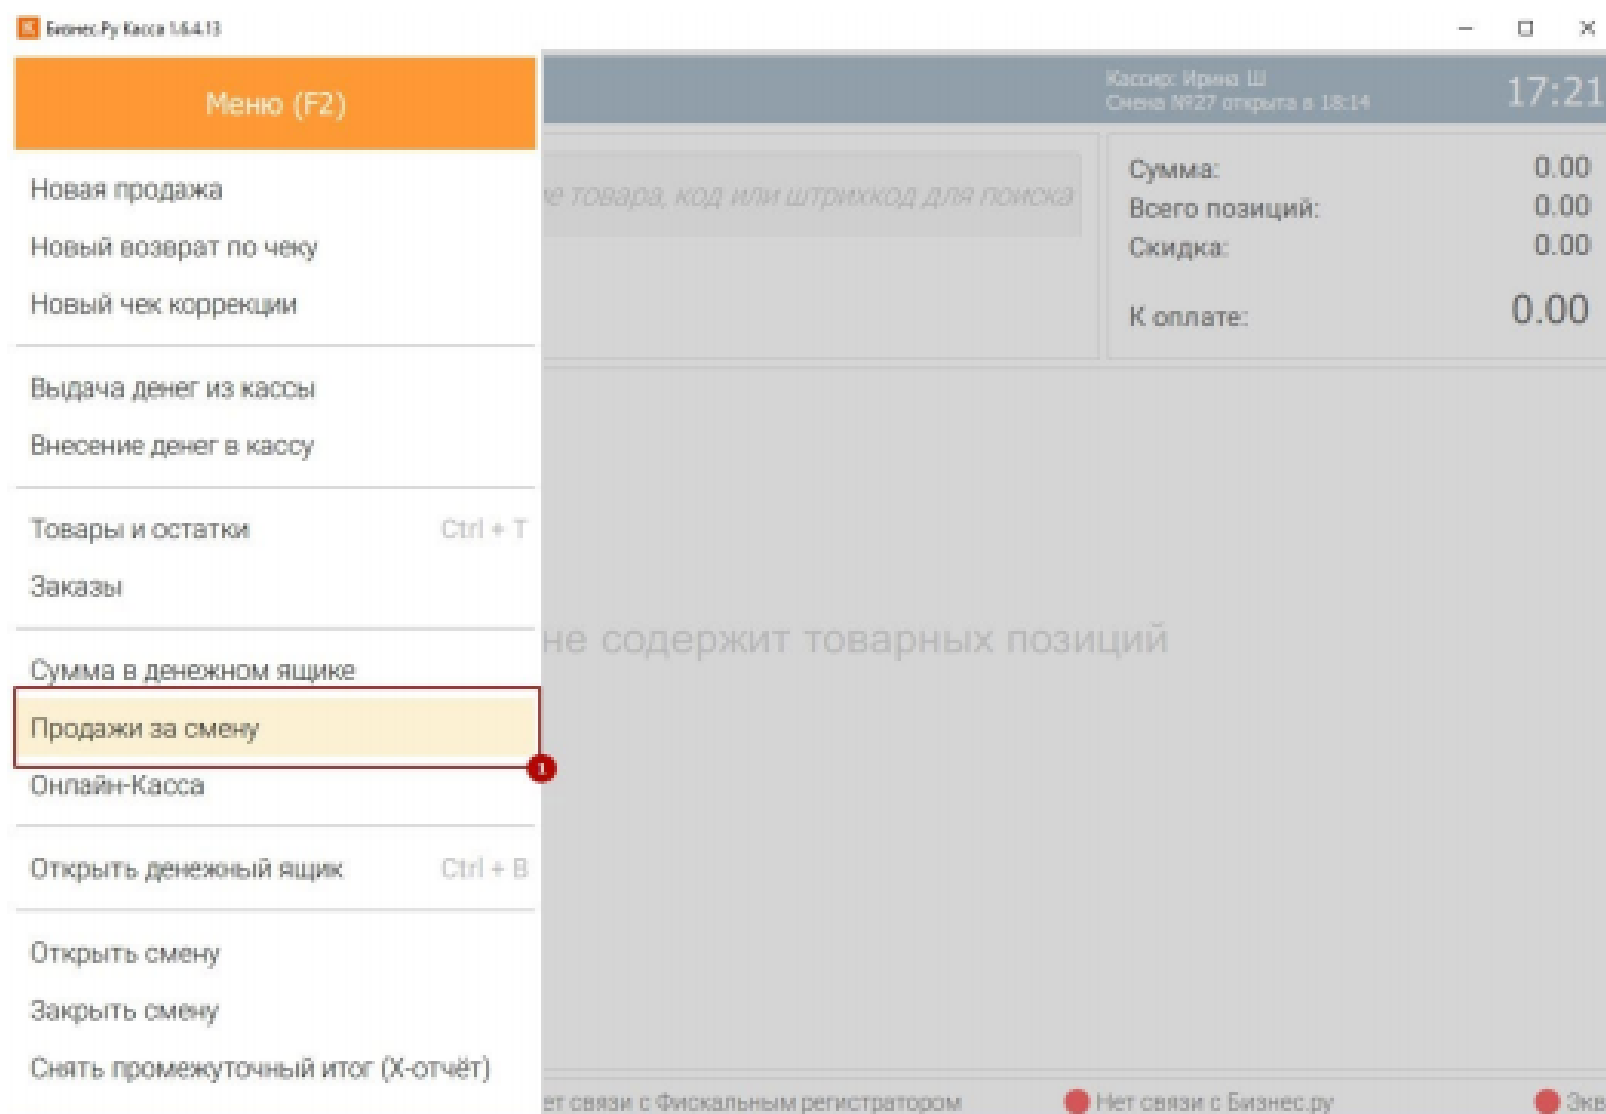 Бизнес.Ру Касса 1.6.4.13
Меню (F2)
Кассир: Ирина Ш
Смена №27 открыта в 18:14
17:21
Новая продажа
Новый возврат по чеку
Новый чек коррекции
Выдача денег из кассы
Внесение денег в кассу
Товары и остатки Ctrl + T
Заказы
Сумма в денежном ящике
Продажи за смену
1
Онлайн-Касса
Открыть денежный ящик Ctrl + B
Открыть смену
Закрыть смену
Снять промежуточный итог (X-отчёт)
е товара, код или штрихкод для поиска
Сумма: 0.00
Всего позиций: 0.00
Скидка: 0.00
К оплате: 0.00
не содержит товарных позиций
ет связи с Фискальным регистратором
Нет связи с Бизнес.ру
Экв